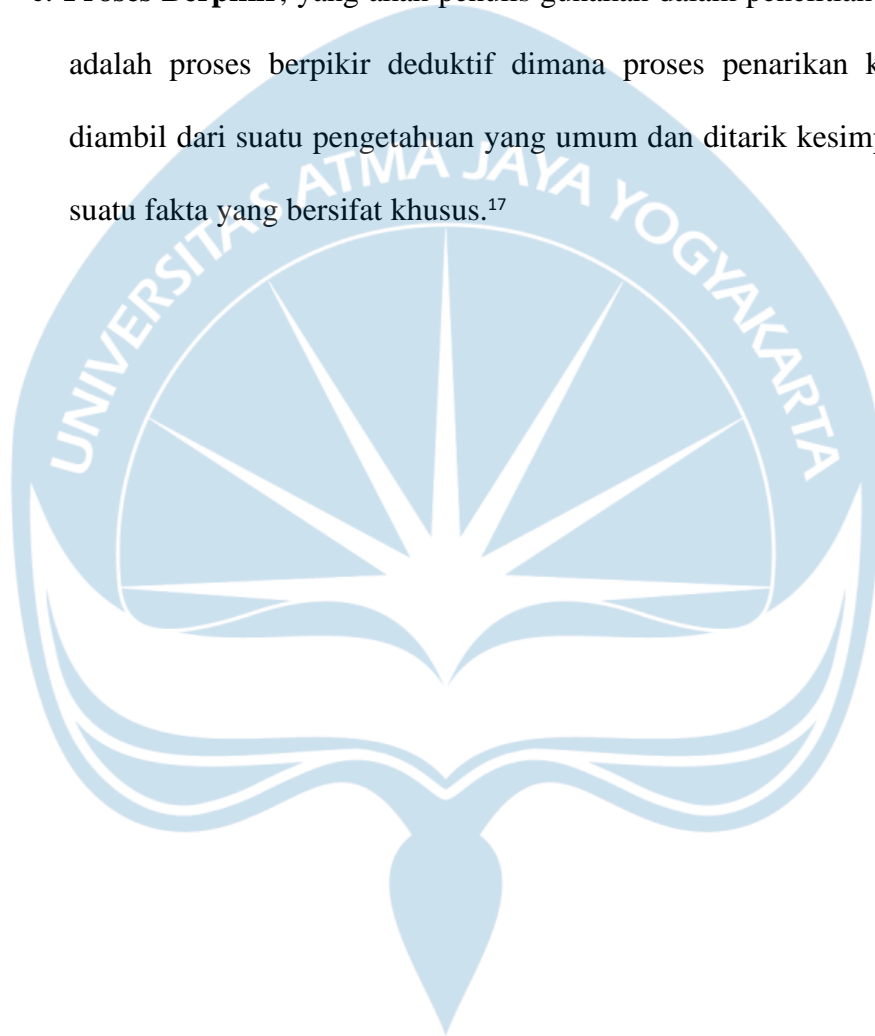 Proses Berpikir, yang akan penulis gunakan dalam penelitian
adalah proses berpikir deduktif dimana proses penarikan k
diambil dari suatu pengetahuan yang umum dan ditarik kesimp
suatu fakta yang bersifat khusus.17
UNIVERSITAS ATMA JAYA YOGYAKARTA